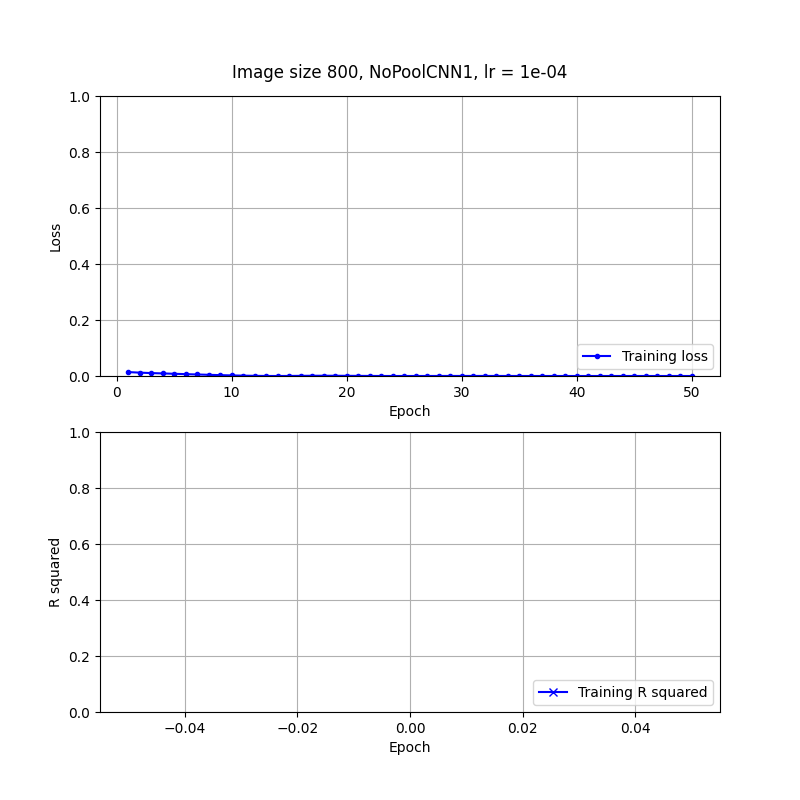 Image size 800, NoPoolCNN1, lr = 1e-04
1.0
0.8
0.6
0.4
0.2
0.0
Loss
Training loss
0 10 20 30 40 50
Epoch
1.0
0.8
0.6
0.4
0.2
0.0
R squared
Training R squared
−0.04 −0.02 0.00 0.02 0.04
Epoch